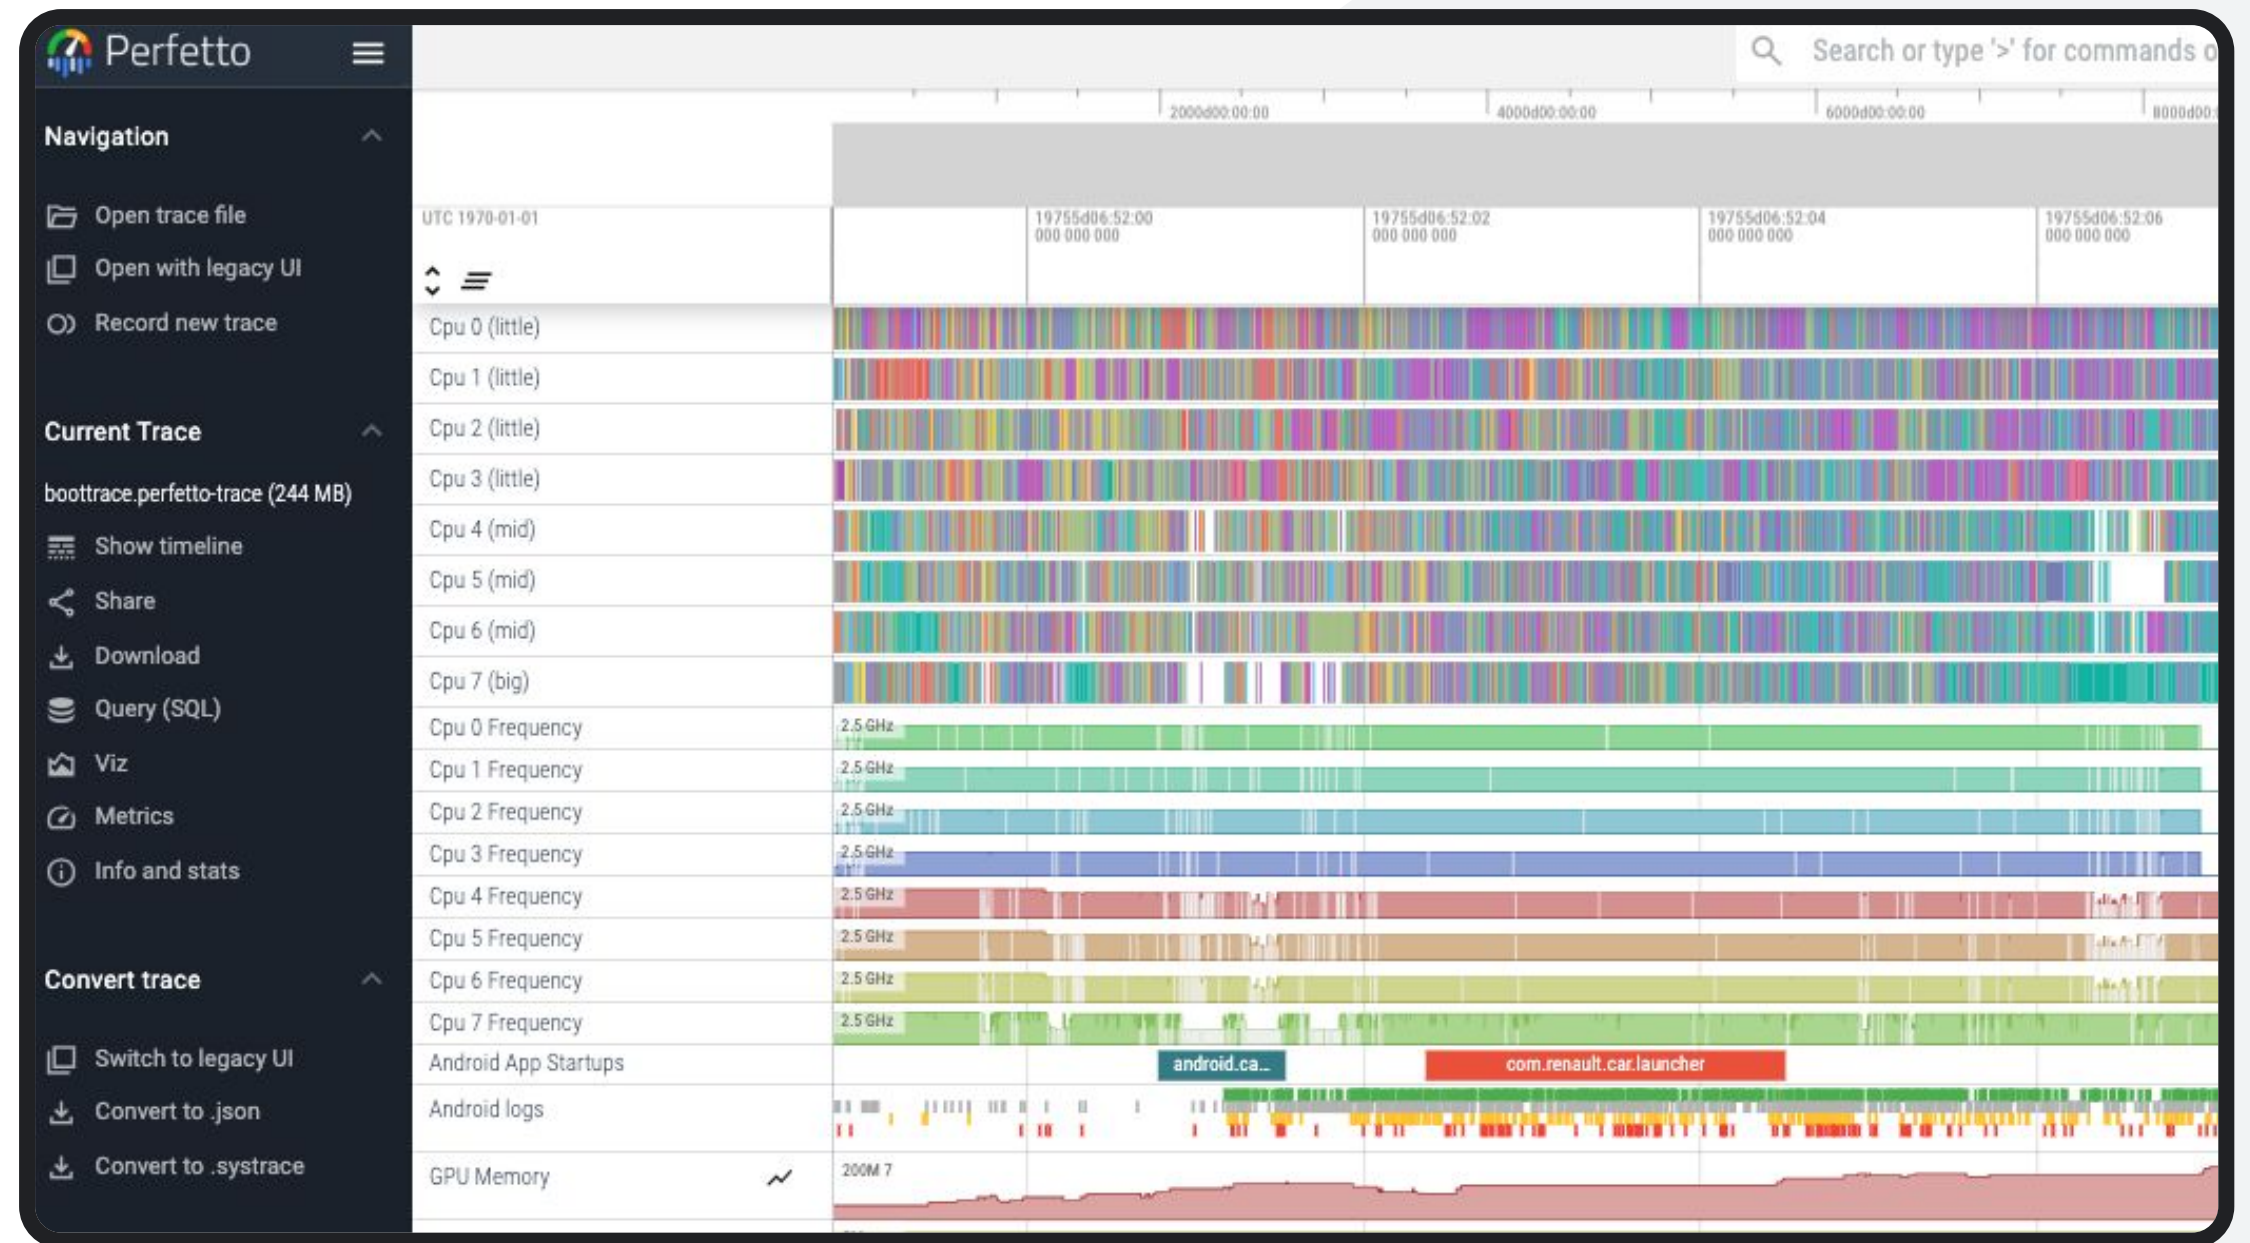 Perfetto
Search or type '>' for commands o
Navigation
Open trace file
Open with legacy UI
Record new trace
Current Trace
boottrace.perfetto-trace (244 MB)
Show timeline
Share
Download
Query (SQL)
Viz
Metrics
Info and stats
Convert trace
Switch to legacy UI
Convert to .json
Convert to .systrace
2000d00:00:00
4000d00:00:00
6000d00:00:00
8000d00:
UTC 1970-01-01
19755d06:52:00
000 000 000
19755d06:52:02
000 000 000
19755d06:52:04
000 000 000
19755d06:52:06
000 000 000
Cpu 0 (little)
Cpu 1 (little)
Cpu 2 (little)
Cpu 3 (little)
Cpu 4 (mid)
Cpu 5 (mid)
Cpu 6 (mid)
Cpu 7 (big)
Cpu 0 Frequency
2.5 GHz
Cpu 1 Frequency
2.5 GHz
Cpu 2 Frequency
2.5 GHz
Cpu 3 Frequency
2.5 GHz
Cpu 4 Frequency
2.5 GHz
Cpu 5 Frequency
2.5 GHz
Cpu 6 Frequency
2.5 GHz
Cpu 7 Frequency
2.5 GHz
Android App Startups
android.ca...
com.renault.car.launcher
Android logs
GPU Memory
200M 7